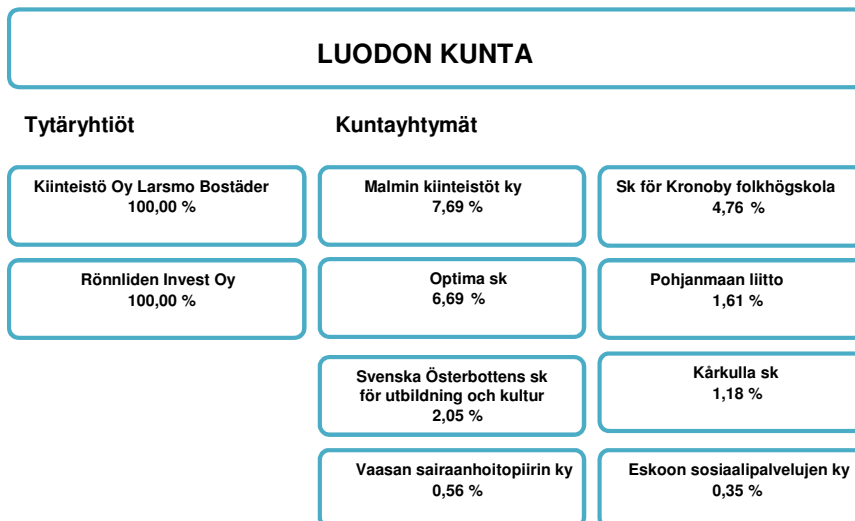 LUODON KUNTA
Tytäryhtiöt
Kiinteistö Oy Larsmo Bostäder
100,00 %
Rönnliden Invest Oy
100,00 %
Kuntayhtymät
Malmin kiinteistöt ky
7,69 %
Optima sk
6,69 %
Svenska Österbottens sk
för utbildning och kultur
2,05 %
Vaasan sairaanhoitopiirin ky
0,56 %
Sk för Kronoby folkhögskola
4,76 %
Pohjanmaan liitto
1,61 %
Kårkulla sk
1,18 %
Eskoon sosiaalipalvelujen ky
0,35 %